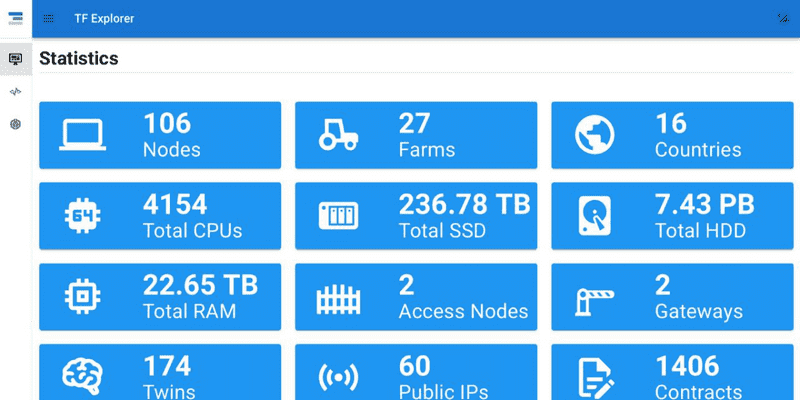 TF Explorer
Statistics
106
Nodes
27
Farms
16
Countries
64
4154
Total CPUs
236.78 TB
Total SSD
7.43 PB
Total HDD
22.65 TB
Total RAM
2
Access Nodes
2
Gateways
174
Twins
60
Public IPs
1406
Contracts